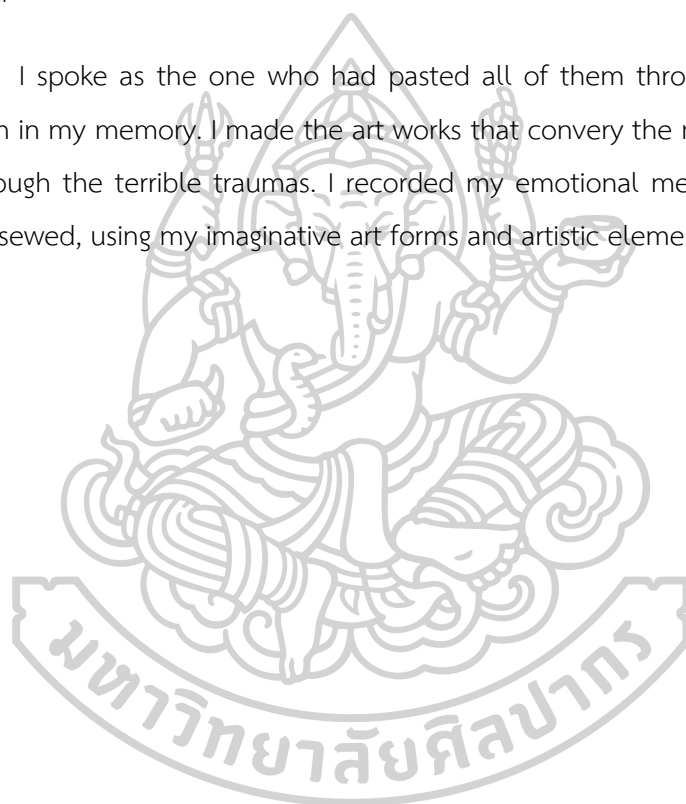 I spoke as the one who had pasted all of them thro
in my memory. I made the art works that convery the
ough the terrible traumas. I recorded my emotional me
sewed, using my imaginative art forms and artistic eleme
มหาวิทยาลัยศิลปากร